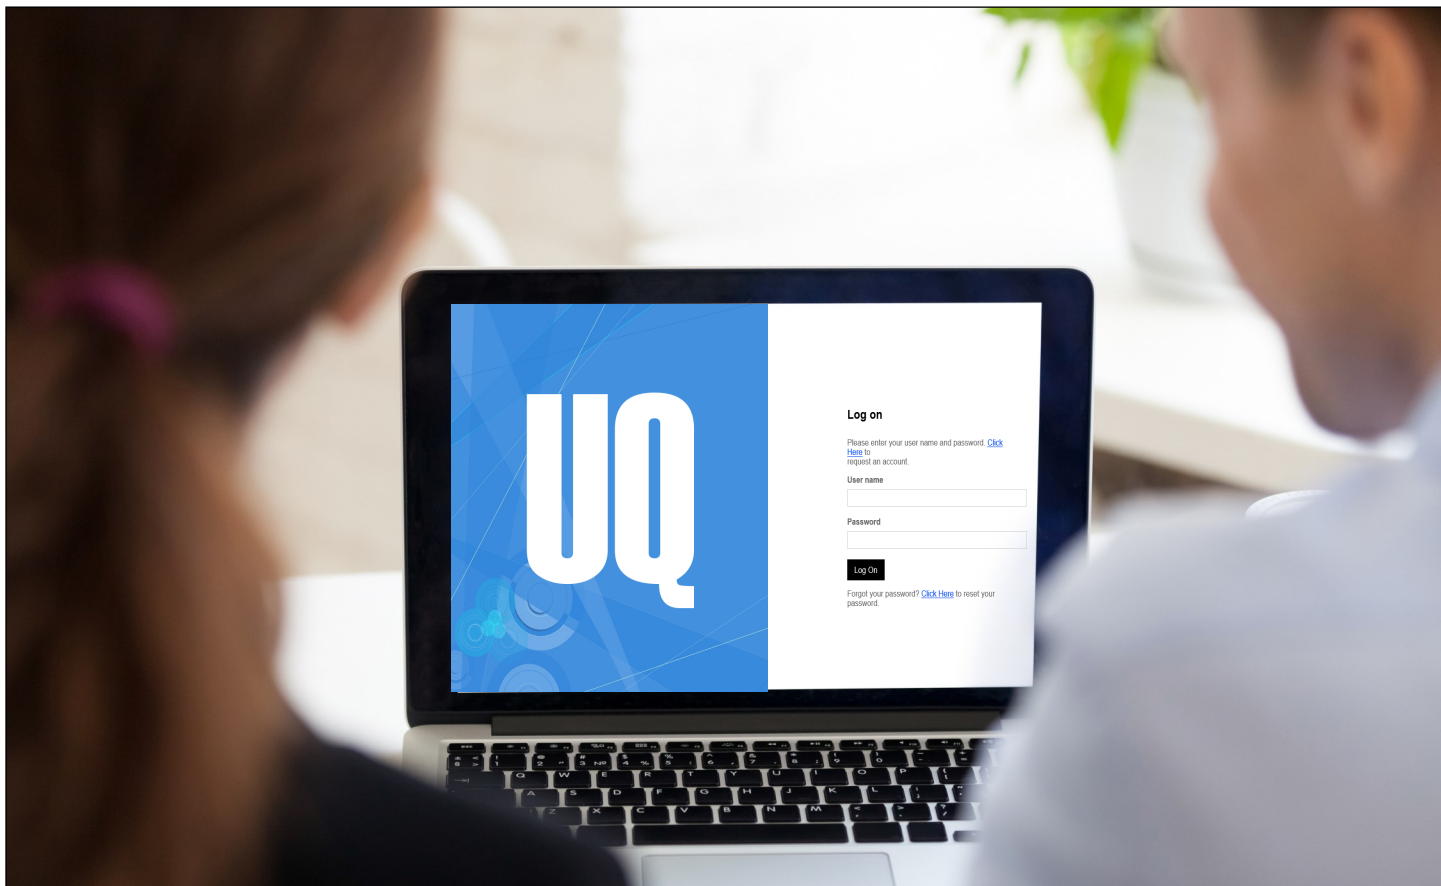 UQ
Log on
Please enter your user name and password. Click
Here to
request an account.
User name
Password
Log On
Forgot your password? Click Here to reset your
password.
Q W E R T Y U I O P
A S D F G H J K L
Z X C V B N M